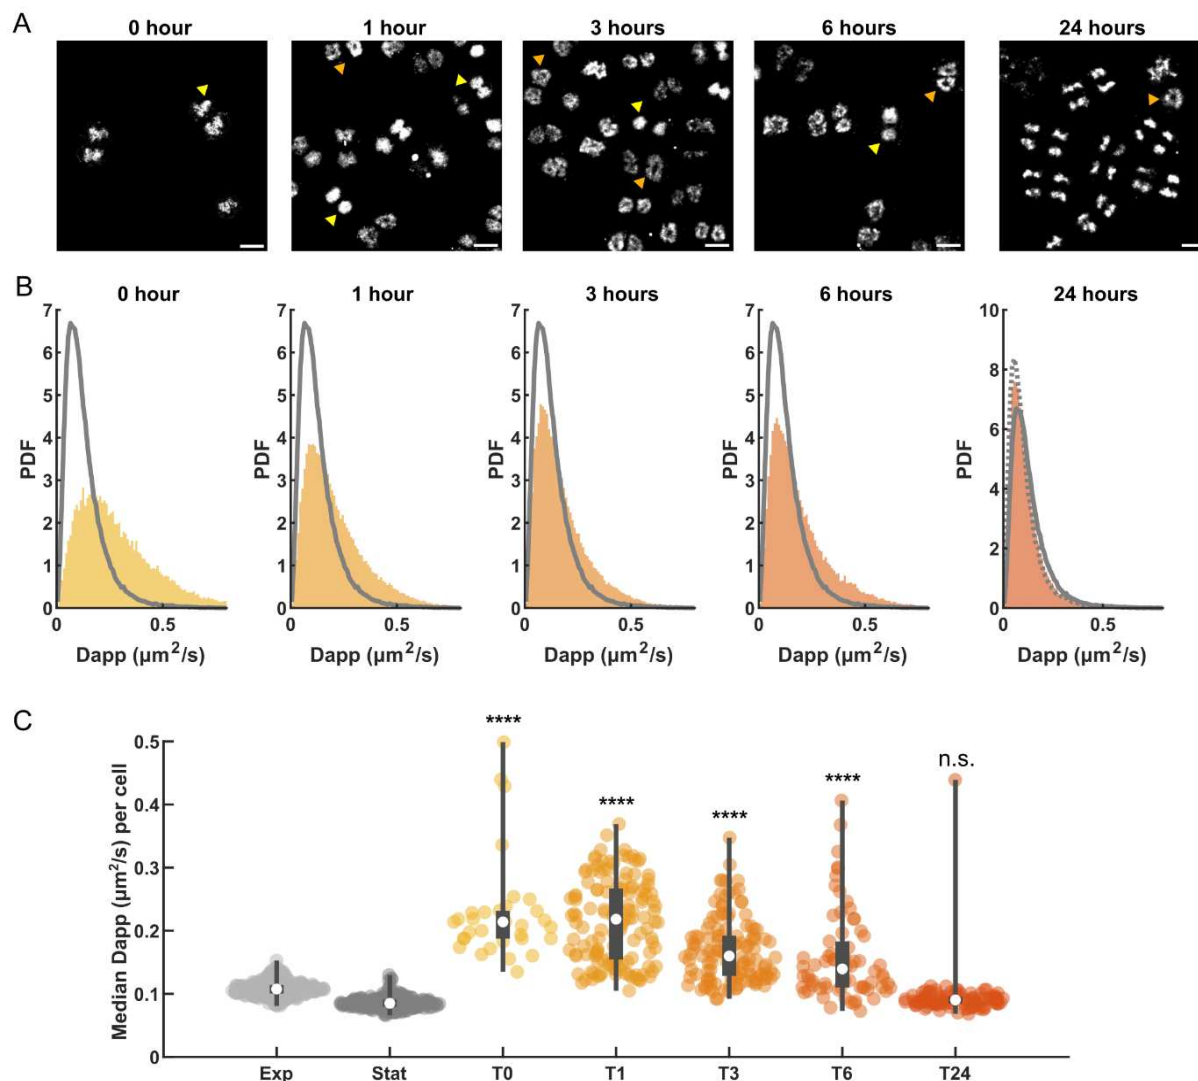 A
0 hour 1 hour 3 hours 6 hours 24 hours
B
0 hour 1 hour 3 hours 6 hours 24 hours
7 7 7 7 10
6 6 6 6
8
5 5 5 5
6
4 4 4 4
PDF PDF PDF PDF PDF
3 3 3 3
4
2 2 2 2
2
1 1 1 1
0 0 0 0 0
0 0.5 0 0.5 0 0.5 0 0.5 0 0.5
Dapp (µm²/s) Dapp (µm²/s) Dapp (µm²/s) Dapp (µm²/s) Dapp (µm²/s)
C
Median Dapp (µm²/s) per cell
0.5
0.4
0.3
0.2
0.1
0
**** **** **** **** n.s.
Exp Stat T0 T1 T3 T6 T24